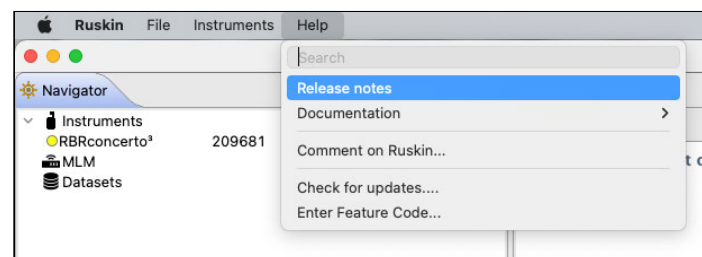 Ruskin File Instruments Help
Search
Navigator
Release notes
Instruments
Documentation
RBRconcerto³ 209681
MLM
Comment on Ruskin...
Datasets
Check for updates....
Enter Feature Code...